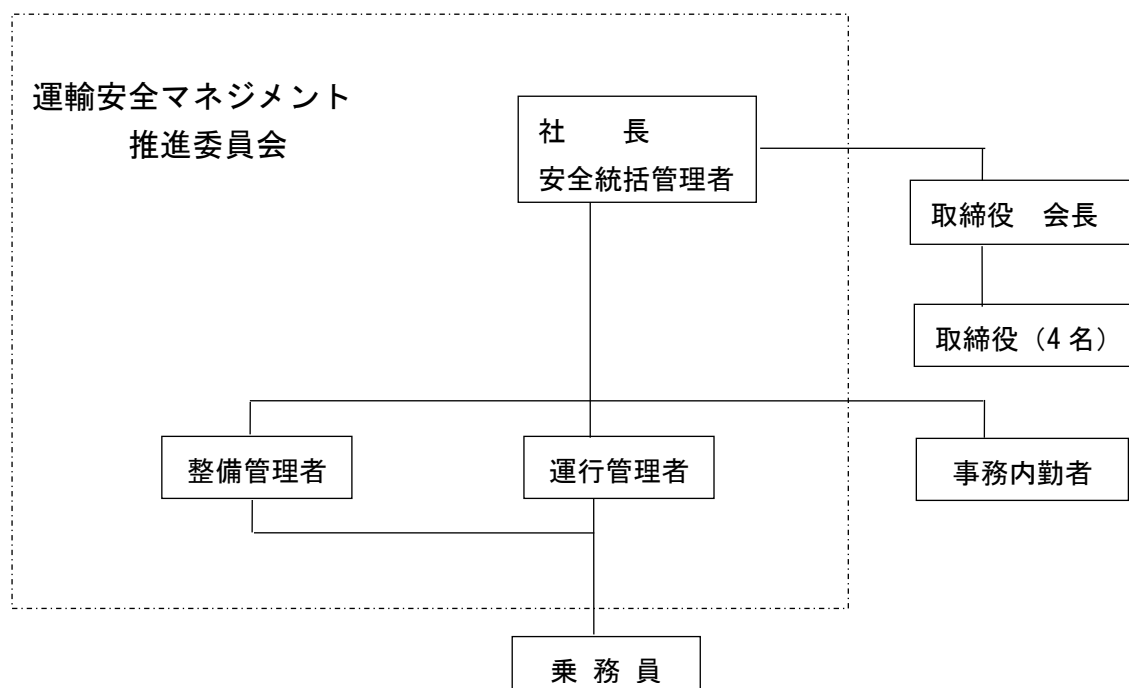 運輸安全マネジメント
推進委員会
社　　長
安全統括管理者
取締役　会長
取締役（4名）
整備管理者
運行管理者
事務内勤者
乗 務 員